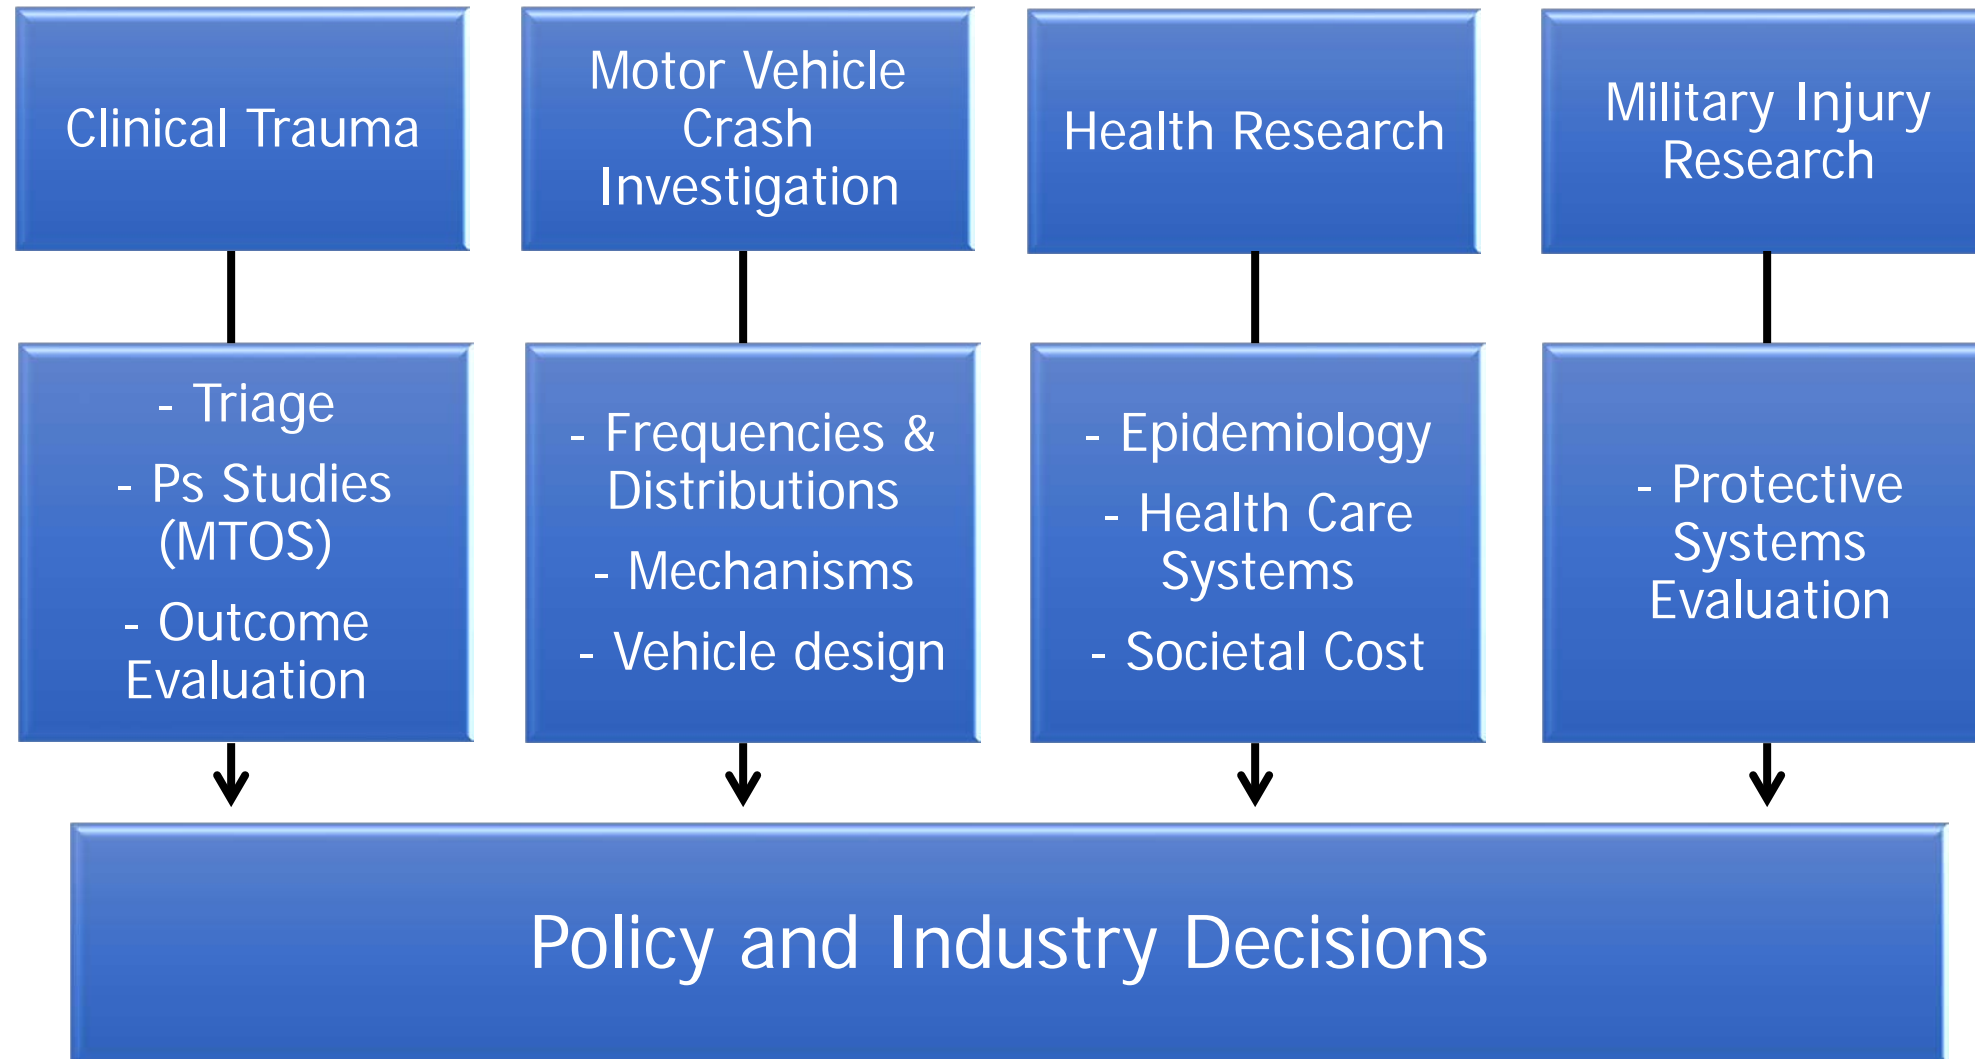 Clinical Trauma
Motor Vehicle
Crash
Investigation
Health Research
Military Injury
Research
- Triage
- Ps Studies
(MTOS)
- Outcome
Evaluation
- Frequencies &
Distributions
- Mechanisms
- Vehicle design
- Epidemiology
- Health Care
Systems
- Societal Cost
- Protective
Systems
Evaluation
Policy and Industry Decisions